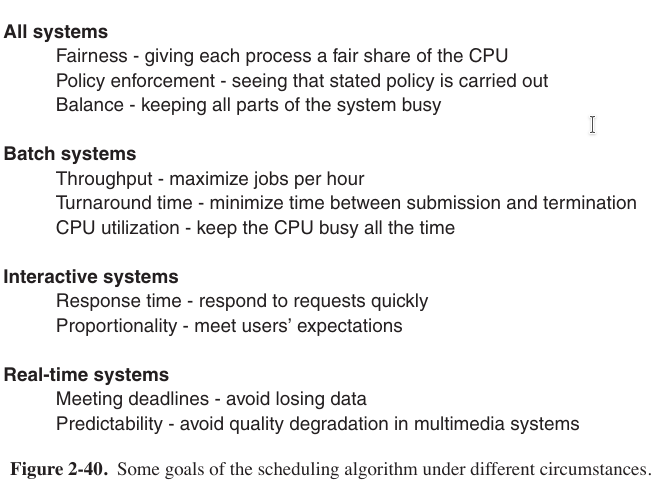 All systems
Fairness - giving each process a fair share of the CPU
Policy enforcement - seeing that stated policy is carried out
Balance - keeping all parts of the system busy
Batch systems
Throughput - maximize jobs per hour
Turnaround time - minimize time between submission and termination
CPU utilization - keep the CPU busy all the time
Interactive systems
Response time - respond to requests quickly
Proportionality - meet users’ expectations
Real-time systems
Meeting deadlines - avoid losing data
Predictability - avoid quality degradation in multimedia systems
Figure 2-40. Some goals of the scheduling algorithm under different circumstances.